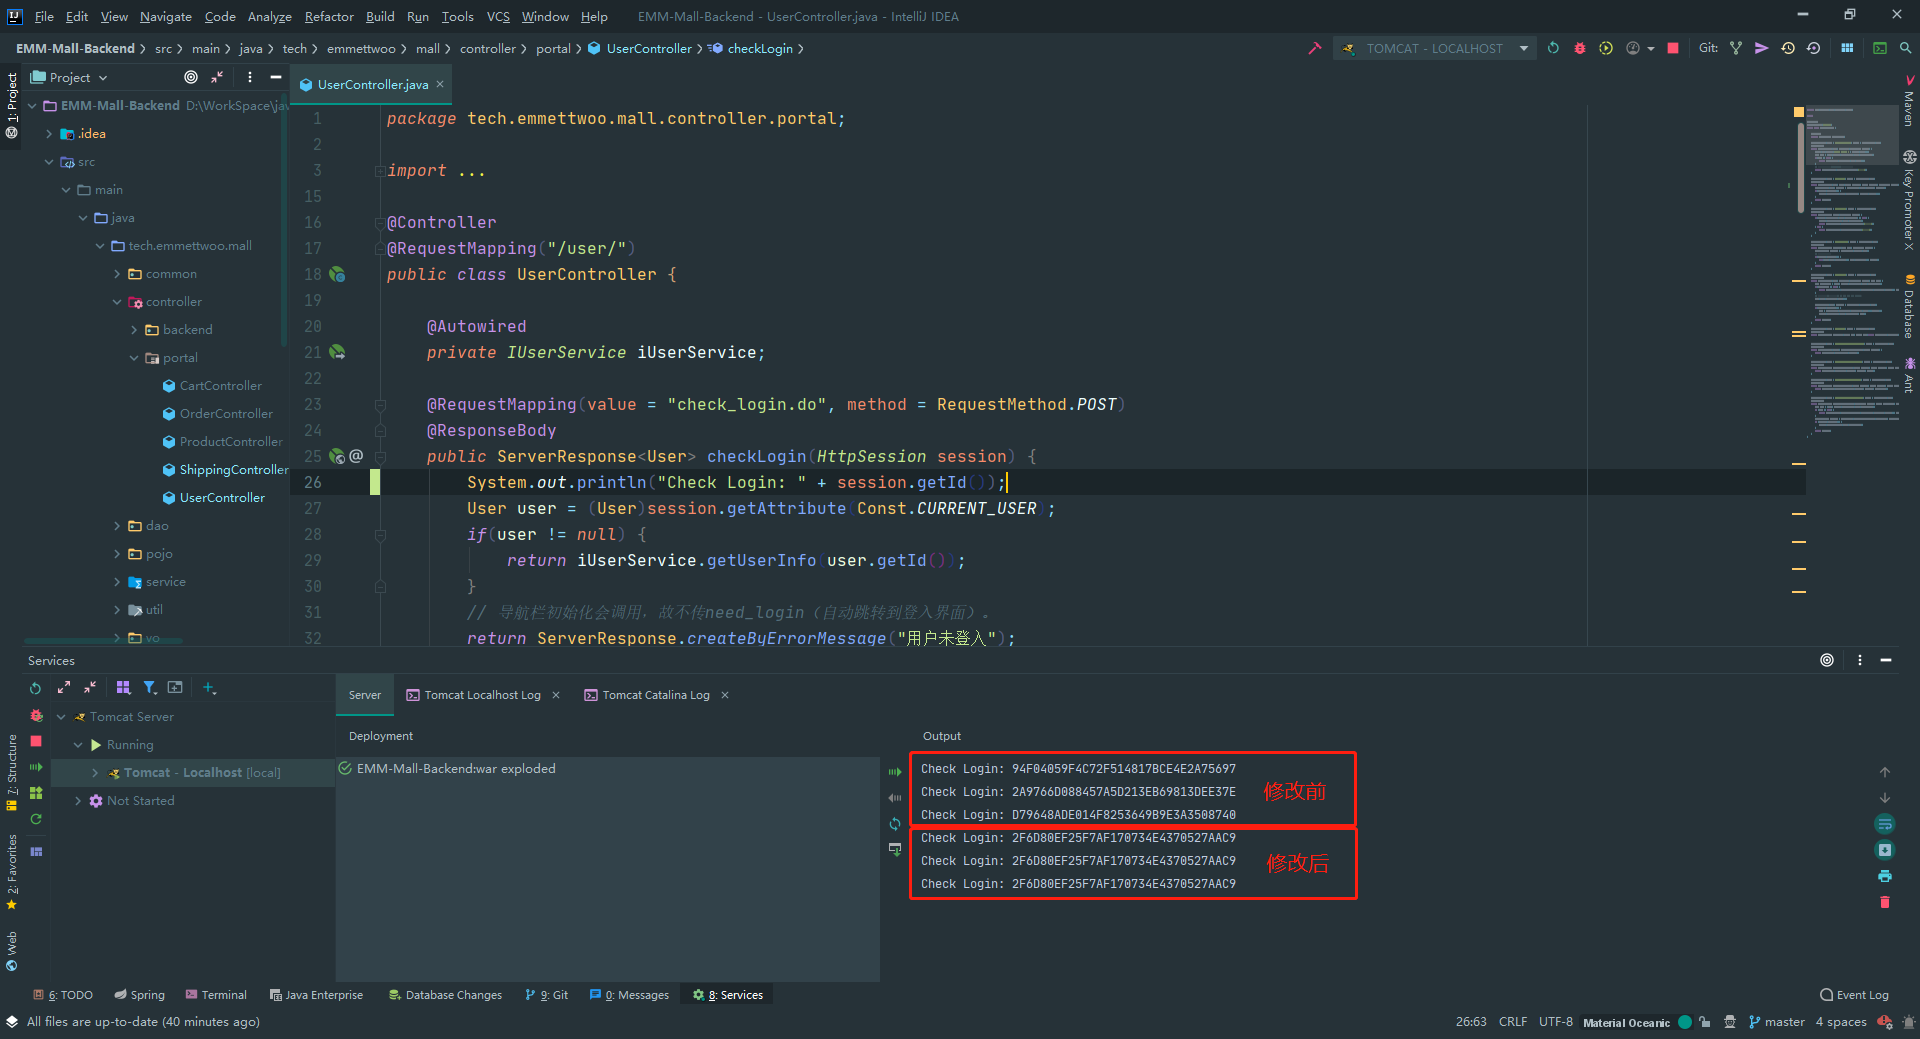 File Edit View Navigate Code Analyze Refactor Build Run Tools VCS Window Help EMM-Mall-Backend - UserController.java - IntelliJ IDEA
EMM-Mall-Backend src main java tech emmettwoo mall controller portal UserController checkLogin TOMCAT - LOCALHOST Git:
Project
UserController.java
1: Project
EMM-Mall-Backend D:\WorkSpace\jav
.idea
src
main
java
tech.emmettwoo.mall
common
controller
backend
portal
CartController
OrderController
ProductController
ShippingController
UserController
dao
pojo
service
util
vo
1 package tech.emmettwoo.mall.controller.portal;
2
3 import ...
15
16 @Controller
17 @RequestMapping("/user/")
18 public class UserController {
19
20 @Autowired
21 private IUserService iUserService;
22
23 @RequestMapping(value = "check_login.do", method = RequestMethod.POST)
24 @ResponseBody
25 public ServerResponse<User> checkLogin(HttpSession session) {
26 System.out.println("Check Login: " + session.getId());
27 User user = (User)session.getAttribute(Const.CURRENT_USER);
28 if(user != null) {
29 return iUserService.getUserInfo(user.getId());
30 }
31 // 导航栏初始化会调用，故不传need_login（自动跳转到登入界面）。
32 return ServerResponse.createByErrorMessage("用户未登入");
Maven
Key Promoter X
Database
Ant
Services
Tomcat Server
Running
Tomcat - Localhost [local]
Not Started
Server Tomcat Localhost Log Tomcat Catalina Log
Deployment
EMM-Mall-Backend:war exploded
Output
Check Login: 94F04059F4C72F514817BCE4E2A75697
Check Login: 2A9766D088457A5D213EB69813DEE37E
Check Login: D79648ADE014F8253649B9E3A3508740
修改前
Check Login: 2F6D80EF25F7AF170734E4370527AAC9
Check Login: 2F6D80EF25F7AF170734E4370527AAC9
Check Login: 2F6D80EF25F7AF170734E4370527AAC9
修改后
7: Structure
2: Favorites
Web
6: TODO Spring Terminal Java Enterprise Database Changes 9: Git 0: Messages 8: Services Event Log
All files are up-to-date (40 minutes ago) 26:63 CRLF UTF-8 Material Oceanic master 4 spaces